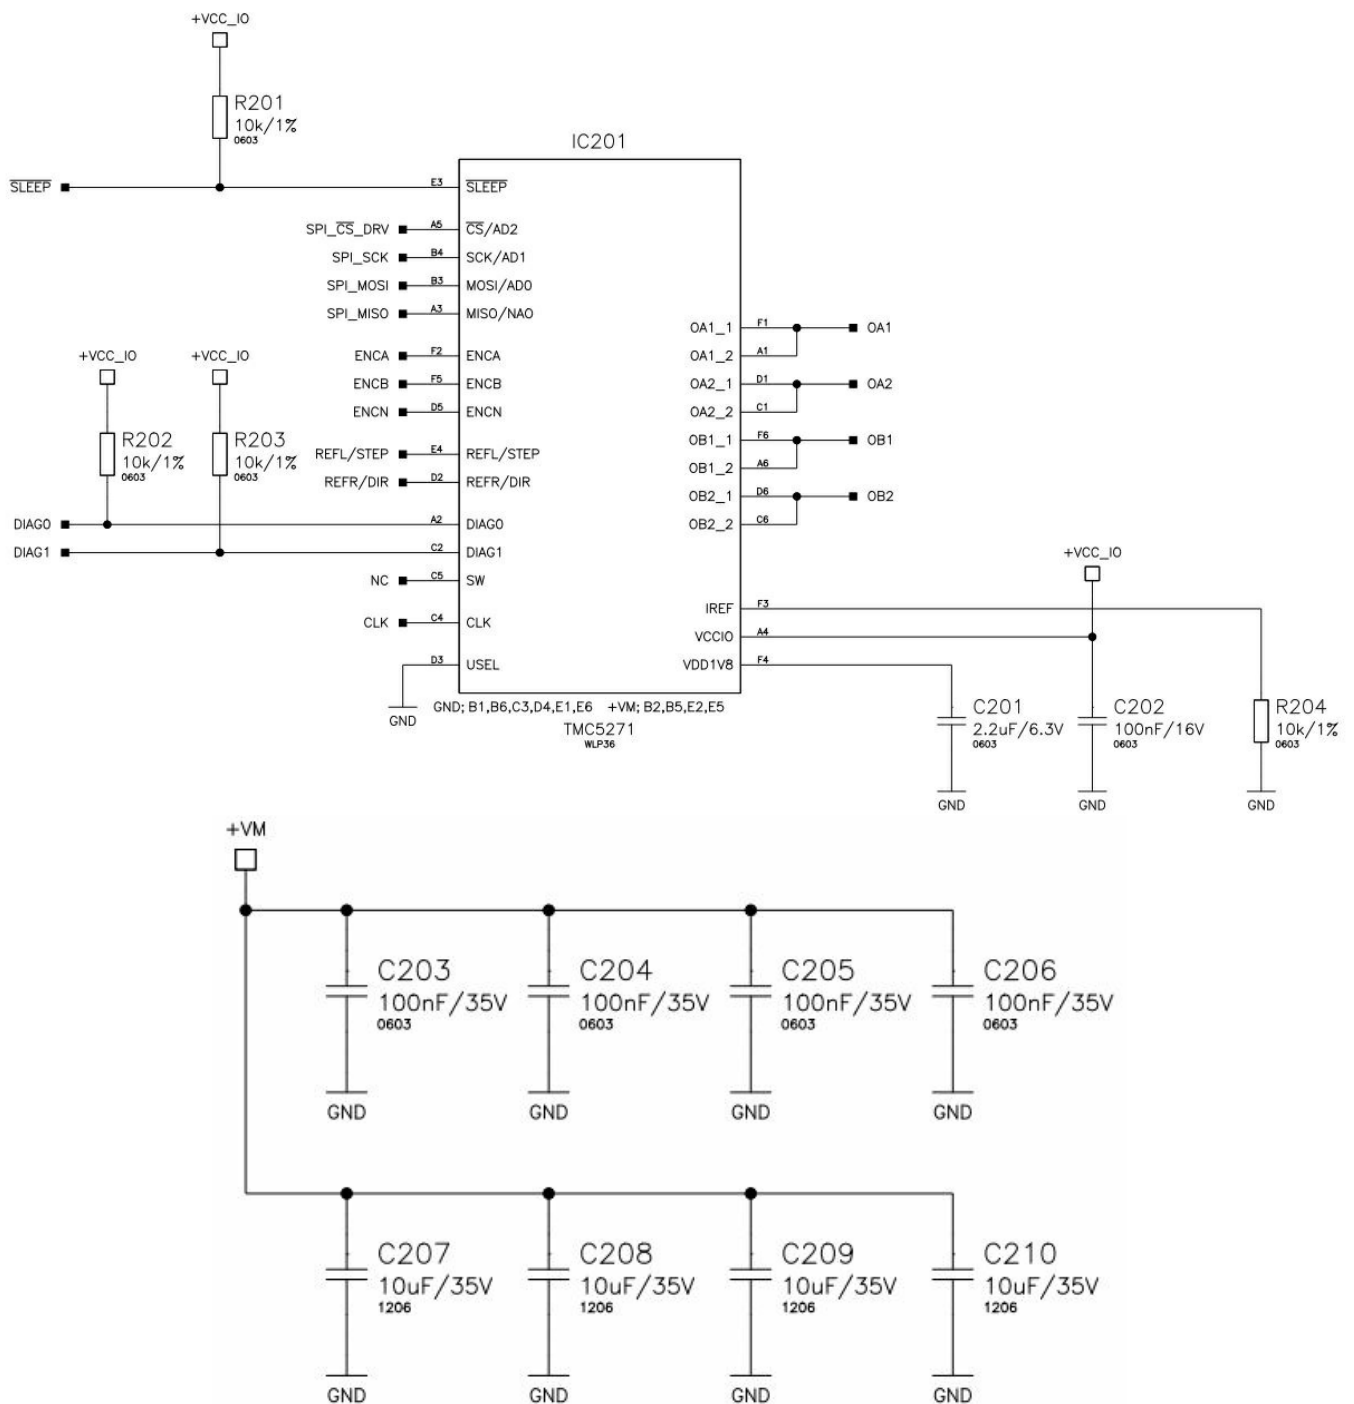 +VCC_IO
R201
10k/1%
0603
IC201
SLEEP
E3
SLEEP
SPI_CS_DRV
A5
CS/AD2
SPI_SCK
B4
SCK/AD1
SPI_MOSI
B3
MOSI/AD0
SPI_MISO
A3
MISO/NAO
OA1_1
F1
OA1
ENCA
F2
ENCA
OA1_2
A1
+VCC_IO
+VCC_IO
ENCB
F5
ENCB
OA2_1
D1
OA2
ENCN
D5
ENCN
OA2_2
C1
R202
10k/1%
0603
R203
10k/1%
0603
OB1_1
F6
OB1
REFL/STEP
E4
REFL/STEP
OB1_2
A6
REFR/DIR
D2
REFR/DIR
OB2_1
D6
OB2
DIAG0
A2
DIAG0
OB2_2
C6
DIAG1
C2
DIAG1
+VCC_IO
NC
C5
SW
IREF
F3
CLK
C4
CLK
VCCIO
A4
USEL
D3
VDD1V8
F4
GND
GND; B1,B6,C3,D4,E1,E6 +VM; B2,B5,E2,E5
TMC5271
WLP36
C201
2.2uF/6.3V
0603
C202
100nF/16V
0603
R204
10k/1%
0603
GND
GND
GND
+VM
C203
100nF/35V
0603
C204
100nF/35V
0603
C205
100nF/35V
0603
C206
100nF/35V
0603
GND
GND
GND
GND
C207
10uF/35V
1206
C208
10uF/35V
1206
C209
10uF/35V
1206
C210
10uF/35V
1206
GND
GND
GND
GND